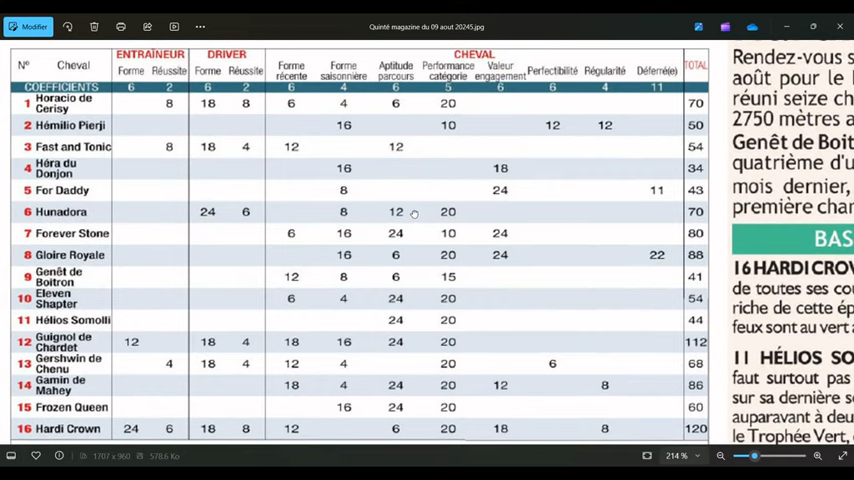 Modifier
Quinté magazine du 09 aout 20245.jpg
ENTRAÎNEUR DRIVER CHEVAL
N° Cheval Forme Réussite Forme Réussite Forme récente Forme saisonnière Aptitude parcours Performance catégorie Valeur engagement Perfectibilité Régularité Déferré(e) TOTAL
COEFFICIENTS 6 2 6 2 6 4 6 5 6 6 4 11
1 Horacio de Cerisy 8 18 8 6 4 6 20 70
2 Hémilio Pierji 16 10 12 12 50
3 Fast and Tonic 8 18 4 12 12 54
4 Héra du Donjon 16 18 34
5 For Daddy 8 24 11 43
6 Hunadora 24 6 8 12 20 70
7 Forever Stone 6 16 24 10 24 80
8 Gloire Royale 16 6 20 24 22 88
9 Genêt de Boitron 12 8 6 15 41
10 Eleven Shapter 6 4 24 20 54
11 Hélios Somolli 24 20 44
12 Guignol de Chardet 12 18 4 18 16 24 20 112
13 Gershwin de Chenu 4 18 4 12 4 20 6 68
14 Gamin de Mahey 18 4 24 20 12 8 86
15 Frozen Queen 16 24 20 60
16 Hardi Crown 24 6 18 8 12 6 20 18 8 120
Rendez-vous s
août pour le
réuni seize ch
2750 mètres a
Genêt de Boitr
quatrième d'u
mois dernier,
première char
BAS
16 HARDI CROV
de toutes ses cou
riche de cette ép
feux sont au vert
11 HÉLIOS SO
faut surtout pas
sur sa dernière s
auparavant à deu
le Trophée Vert,
1707 x 960
578.6 Ko
214 %